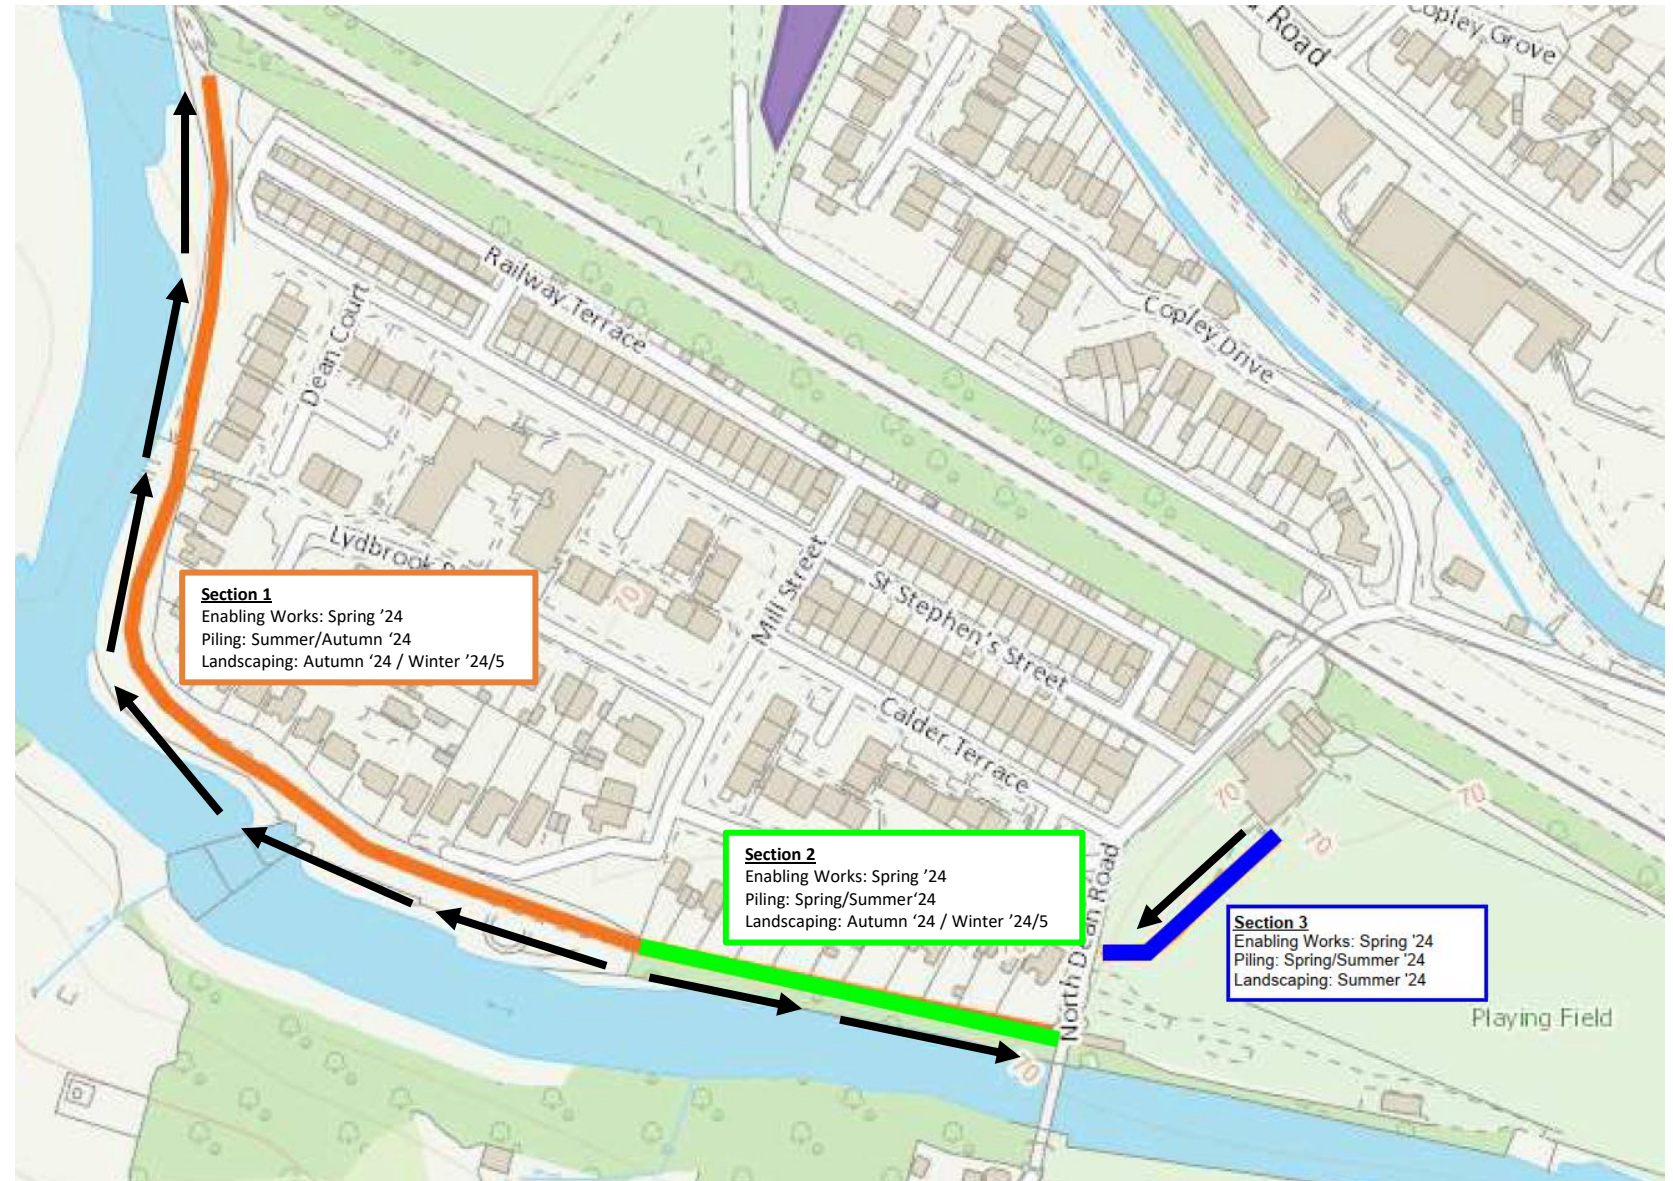 Road
Copley Grove
Railway Terrace
Dean Court
Copley Drive
Lydbrook
Mill Street
St Stephen's Street
Calder Terrace
Section 1
Enabling Works: Spring ’24
Piling: Summer/Autumn ‘24
Landscaping: Autumn ‘24 / Winter ’24/5
70
70
70
70
Section 2
Enabling Works: Spring ’24
Piling: Spring/Summer‘24
Landscaping: Autumn ‘24 / Winter ’24/5
North Dean Road
Section 3
Enabling Works: Spring '24
Piling: Spring/Summer '24
Landscaping: Summer '24
Playing Field
70